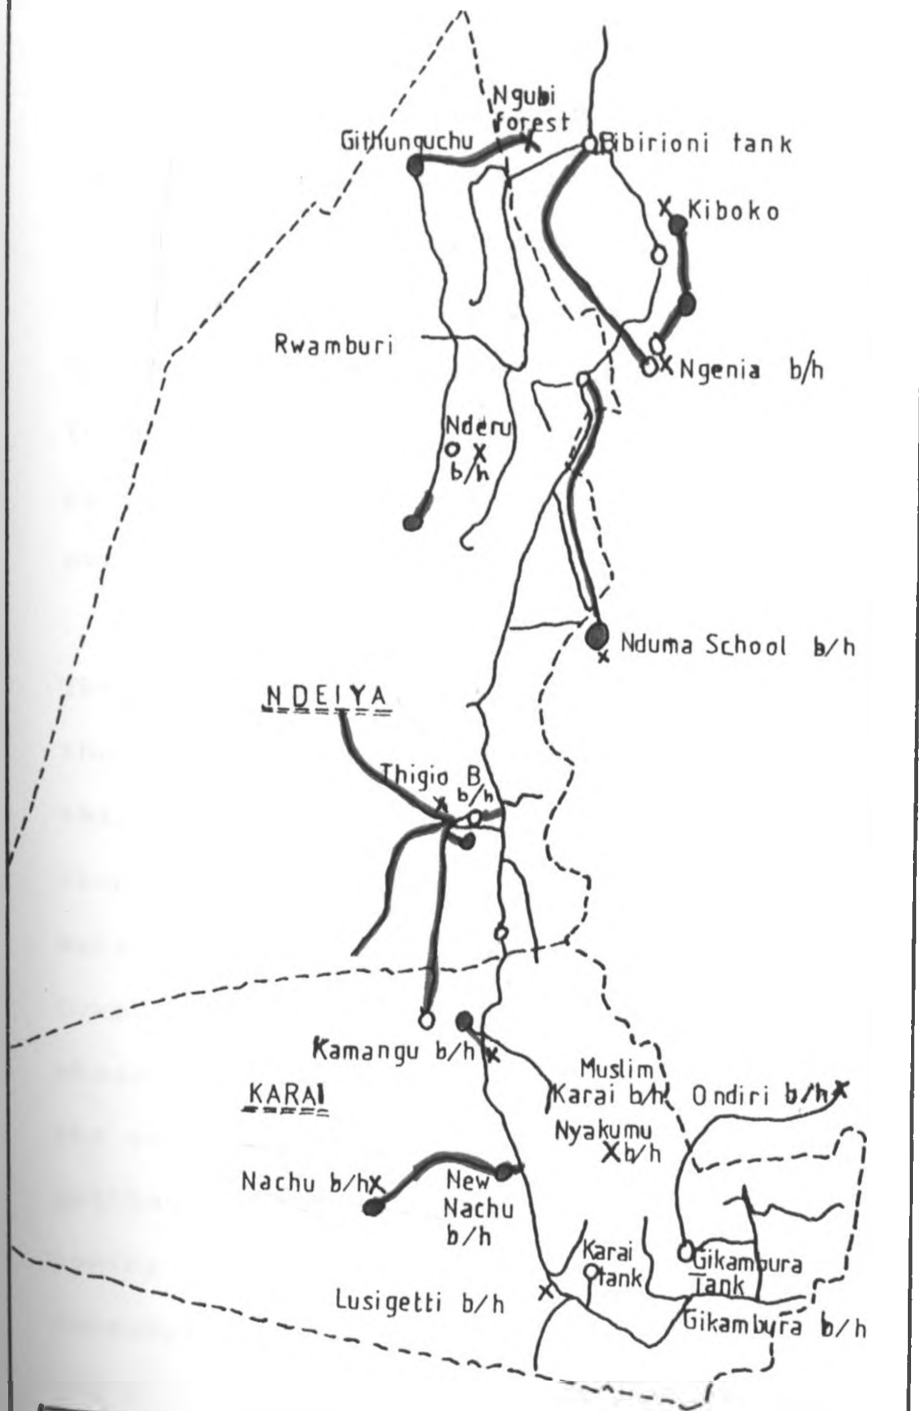 Ngubi
forest
Githunguchu
Bibirioni tank
X Kiboko
Rwamburi
X Ngenia b/h
Nderu
X
b/h
Nduma School b/h
X
NDEIYA
Thigio B
X b/h
Kamangu b/h X
Muslim
Karai b/h
Ondiri b/h X
KARAI
Nyakumu
X b/h
Nachu b/h X
New
Nachu
b/h
Karai
tank
Gikambura
Tank
Lusigetti b/h X
Gikambura b/h